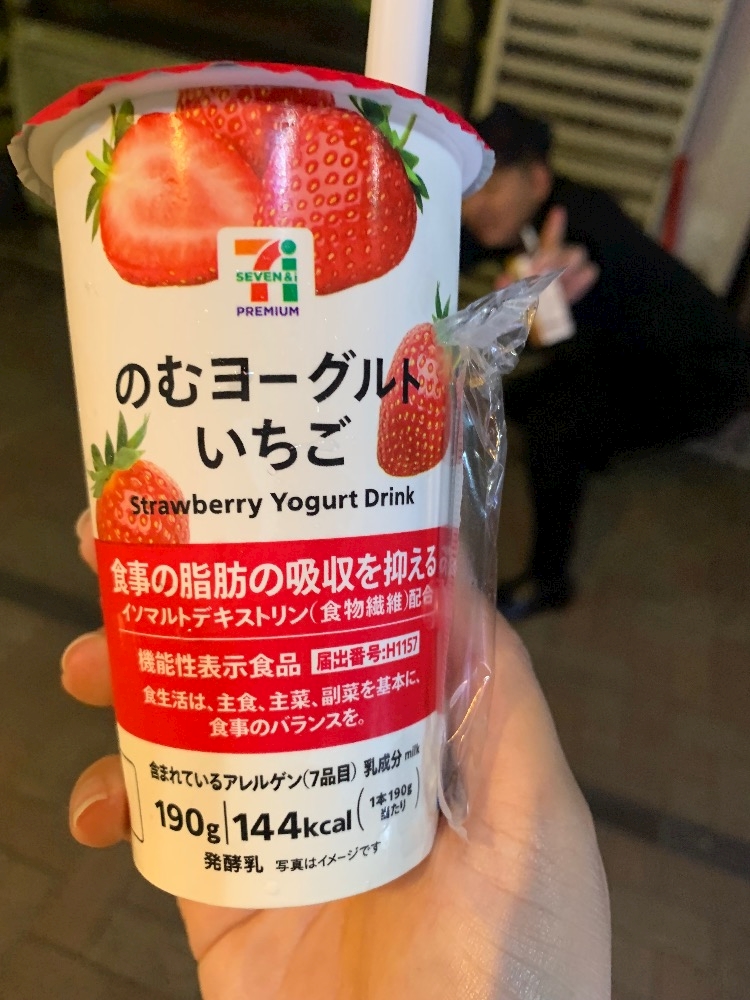 7i
SEVEN&i
PREMIUM
のむヨーグルト
いちご
Strawberry Yogurt Drink
食事の脂肪の吸収を抑える
イソマルトデキストリン(食物繊維)配合
機能性表示食品 届出番号:H1157
食生活は、主食、主菜、副菜を基本に、
食事のバランスを。
含まれているアレルゲン(7品目) 乳成分 milk
190g 144kcal (1本190g
当たり)
発酵乳 写真はイメージです